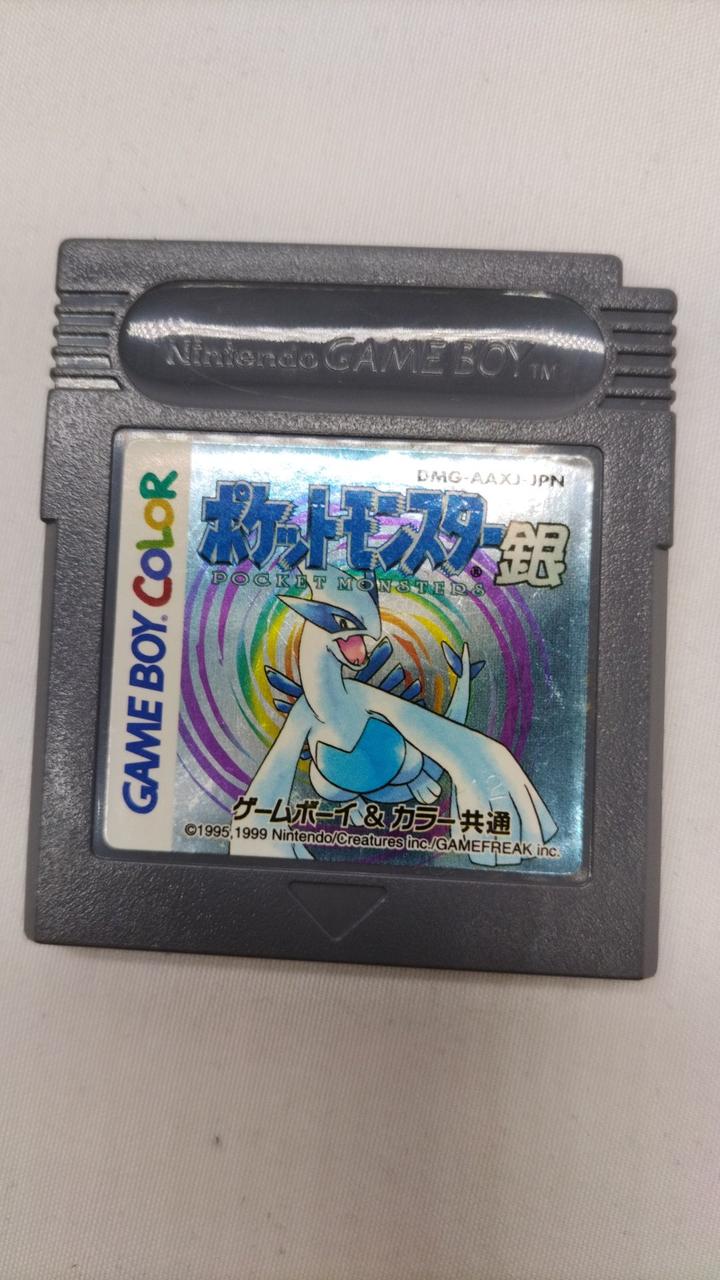 Nintendo GAME BOY TM
DMG-AAXJ-JPN
ポケットモンスター銀
®
POCKET MONSTERS
GAME BOY COLOR
ゲームボーイ & カラー共通
©1995,1999 Nintendo/Creatures inc./GAMEFREAK inc.